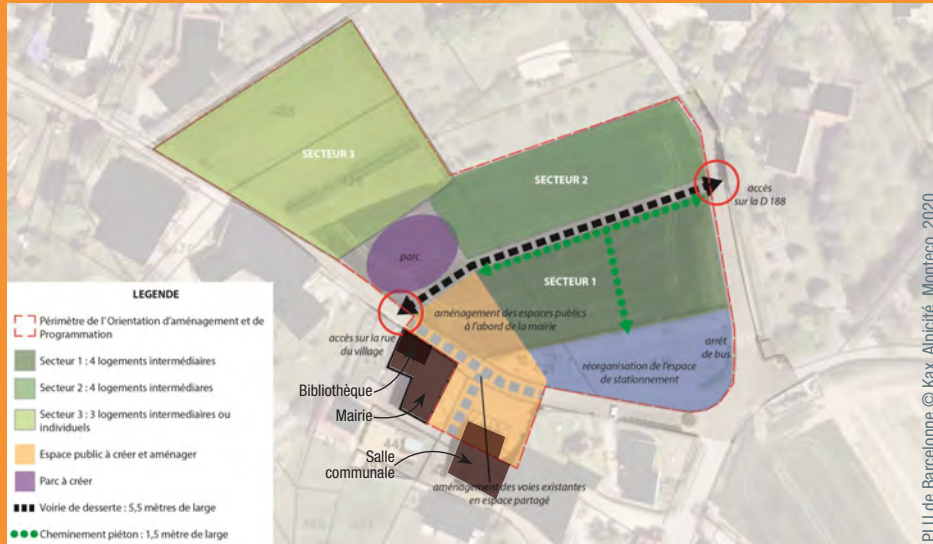 SECTEUR 3
SECTEUR 2
accès
sur la D 188
parc
SECTEUR 1
aménagement des espaces publics
à l'abord de la mairie
accès sur la rue
du village
arrêt
de bus
réorganisation de l'espace
de stationnement
Bibliothèque
Mairie
Salle
communale
aménagement des voies existantes
en espace partagé
441
LEGENDE
Périmètre de l'Orientation d'aménagement et de
Programmation
Secteur 1 : 4 logements intermédiaires
Secteur 2 : 4 logements intermédiares
Secteur 3 : 3 logements intermediaires ou
individuels
Espace public à créer et aménager
Parc à créer
Voirie de desserte : 5,5 mètres de large
Cheminement piéton : 1,5 mètre de large
PLU de Barcelonne © Kax, Alpicité, Monteco, 2020